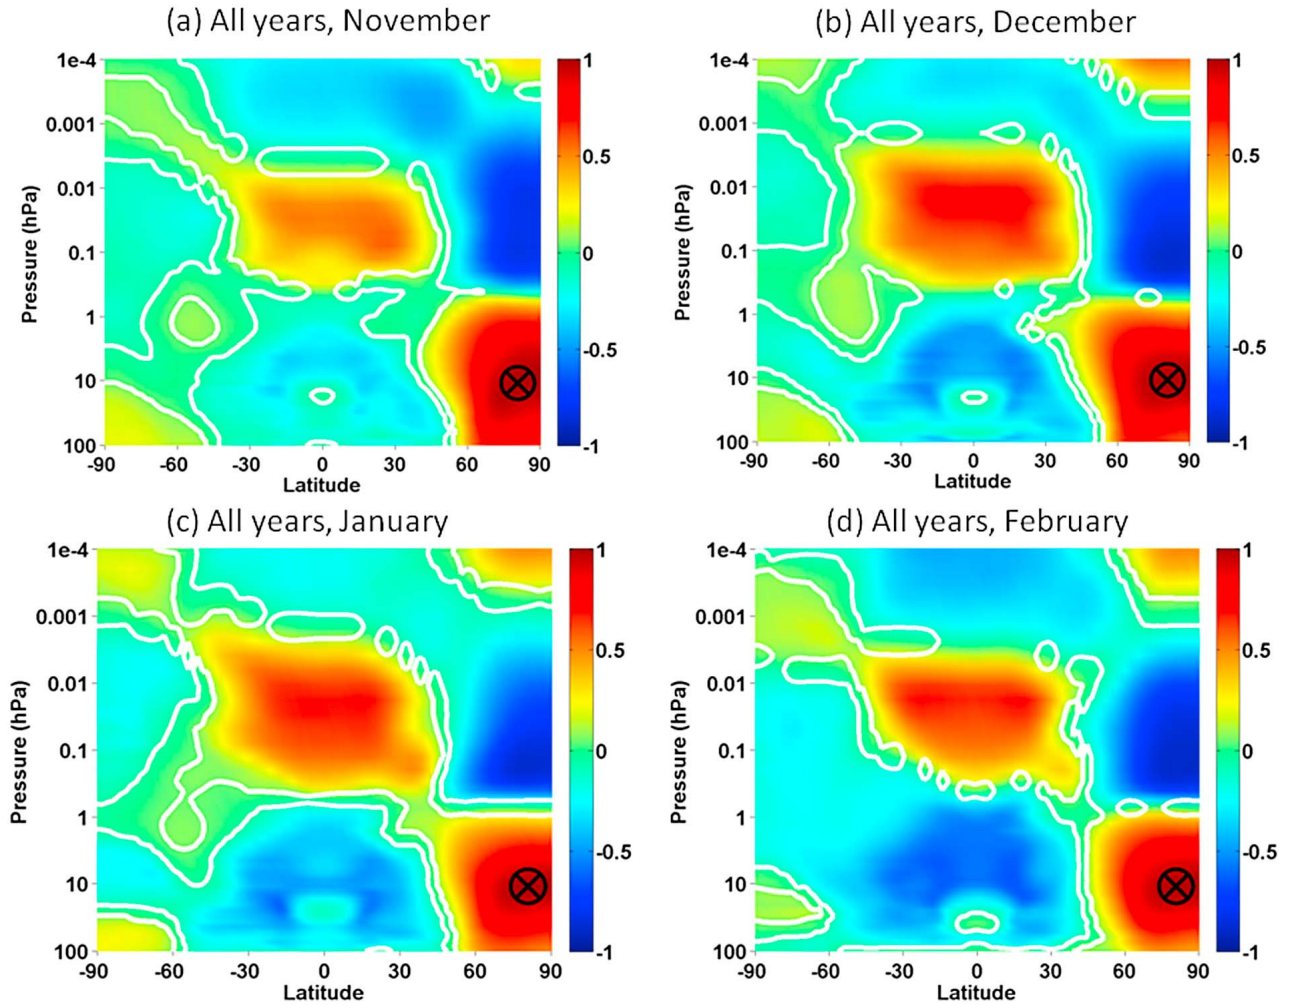 (a) All years, November
(b) All years, December
1e-4
0.001
0.01
0.1
1
10
100
Pressure (hPa)
-90 -60 -30 0 30 60 90
Latitude
1
0.5
0
-0.5
-1
1e-4
0.001
0.01
0.1
1
10
100
Pressure (hPa)
-90 -60 -30 0 30 60 90
Latitude
1
0.5
0
-0.5
-1
(c) All years, January
(d) All years, February
1e-4
0.001
0.01
0.1
1
10
100
Pressure (hPa)
-90 -60 -30 0 30 60 90
Latitude
1
0.5
0
-0.5
-1
1e-4
0.001
0.01
0.1
1
10
100
Pressure (hPa)
-90 -60 -30 0 30 60 90
Latitude
1
0.5
0
-0.5
-1